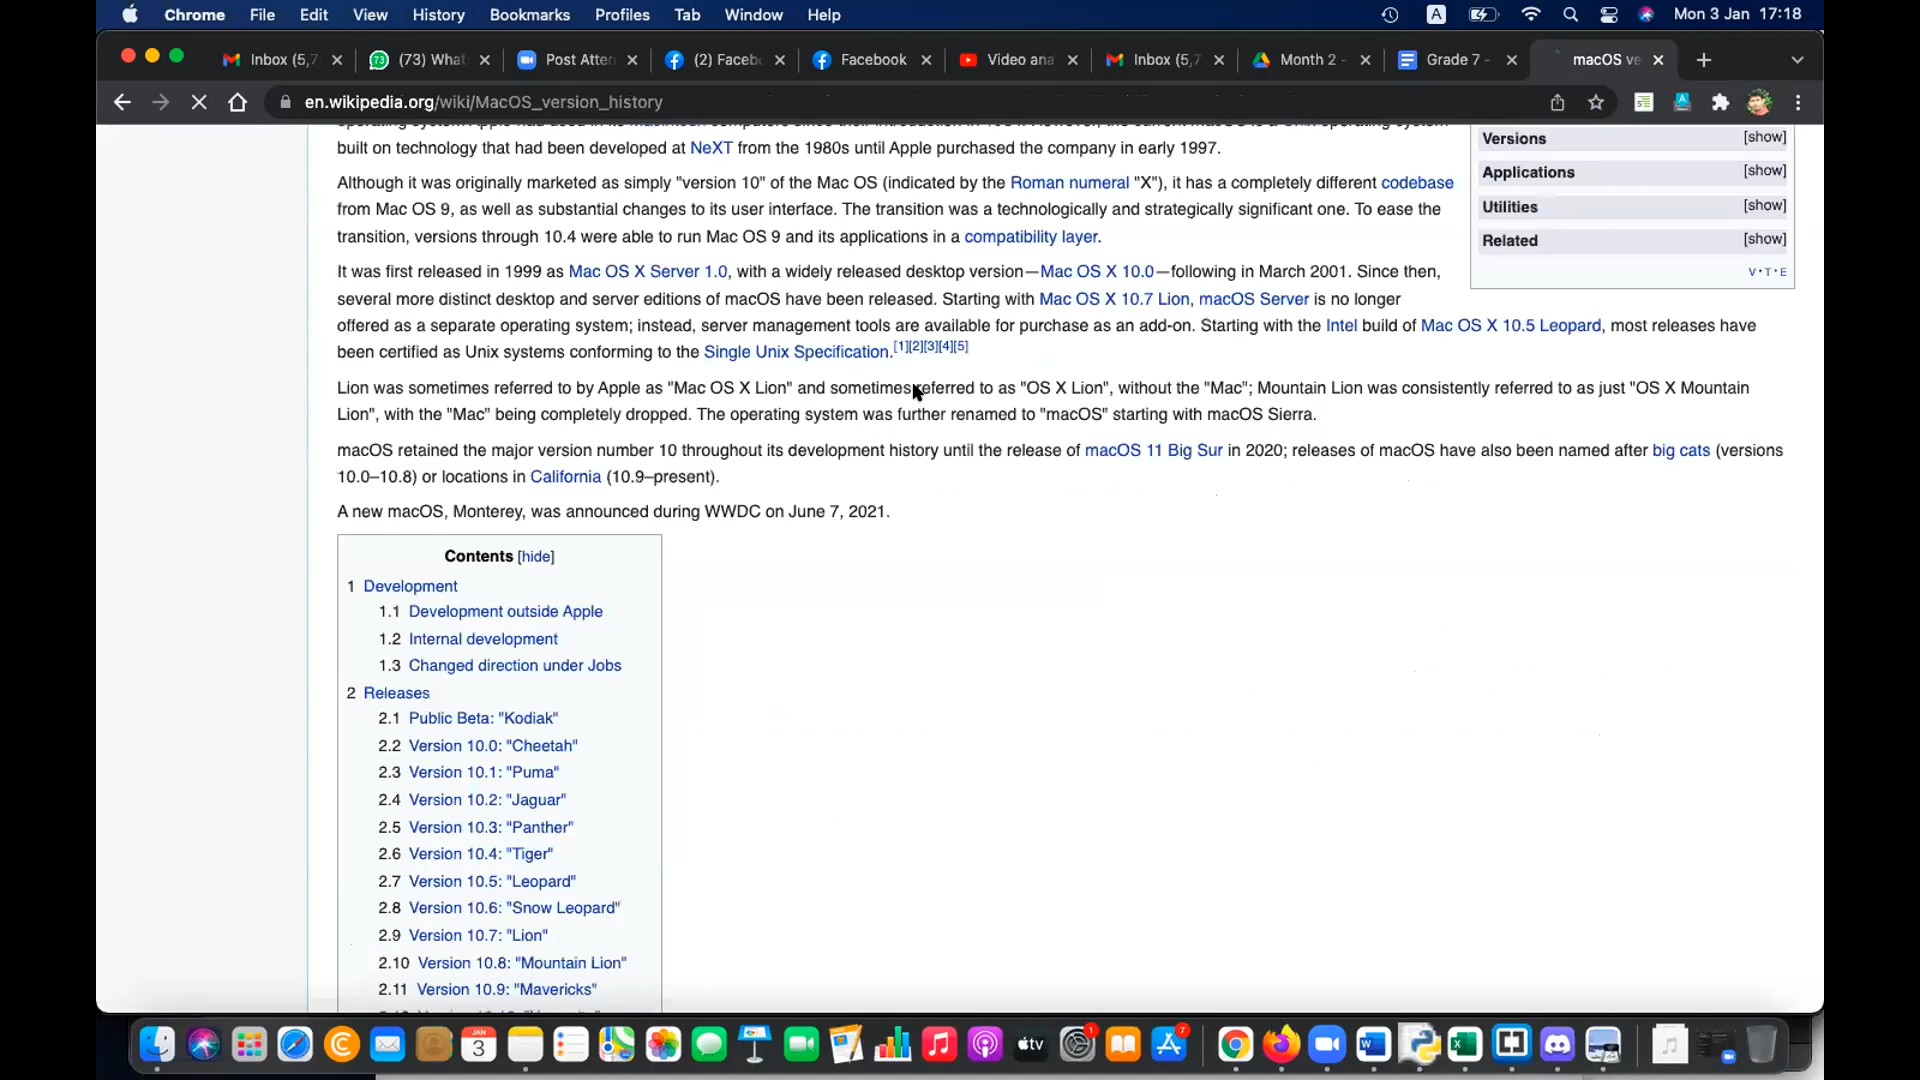 Chrome File Edit View History Bookmarks Profiles Tab Window Help A Mon 3 Jan 17:18
Inbox (5,7 (73) What Post Atten (2) Faceb Facebook Video ana Inbox (5,7 Month 2 - Grade 7 - macOS ve
en.wikipedia.org/wiki/MacOS_version_history
built on technology that had been developed at NeXT from the 1980s until Apple purchased the company in early 1997.
Although it was originally marketed as simply "version 10" of the Mac OS (indicated by the Roman numeral "X"), it has a completely different codebase
from Mac OS 9, as well as substantial changes to its user interface. The transition was a technologically and strategically significant one. To ease the
transition, versions through 10.4 were able to run Mac OS 9 and its applications in a compatibility layer.
It was first released in 1999 as Mac OS X Server 1.0, with a widely released desktop version—Mac OS X 10.0—following in March 2001. Since then,
several more distinct desktop and server editions of macOS have been released. Starting with Mac OS X 10.7 Lion, macOS Server is no longer
offered as a separate operating system; instead, server management tools are available for purchase as an add-on. Starting with the Intel build of Mac OS X 10.5 Leopard, most releases have
been certified as Unix systems conforming to the Single Unix Specification.[1][2][3][4][5]
Lion was sometimes referred to by Apple as "Mac OS X Lion" and sometimes referred to as "OS X Lion", without the "Mac"; Mountain Lion was consistently referred to as just "OS X Mountain
Lion", with the "Mac" being completely dropped. The operating system was further renamed to "macOS" starting with macOS Sierra.
macOS retained the major version number 10 throughout its development history until the release of macOS 11 Big Sur in 2020; releases of macOS have also been named after big cats (versions
10.0–10.8) or locations in California (10.9–present).
A new macOS, Monterey, was announced during WWDC on June 7, 2021.
Versions [show]
Applications [show]
Utilities [show]
Related [show]
V · T · E
Contents [hide]
1 Development
1.1 Development outside Apple
1.2 Internal development
1.3 Changed direction under Jobs
2 Releases
2.1 Public Beta: "Kodiak"
2.2 Version 10.0: "Cheetah"
2.3 Version 10.1: "Puma"
2.4 Version 10.2: "Jaguar"
2.5 Version 10.3: "Panther"
2.6 Version 10.4: "Tiger"
2.7 Version 10.5: "Leopard"
2.8 Version 10.6: "Snow Leopard"
2.9 Version 10.7: "Lion"
2.10 Version 10.8: "Mountain Lion"
2.11 Version 10.9: "Mavericks"
JAN 3 tv 1 7